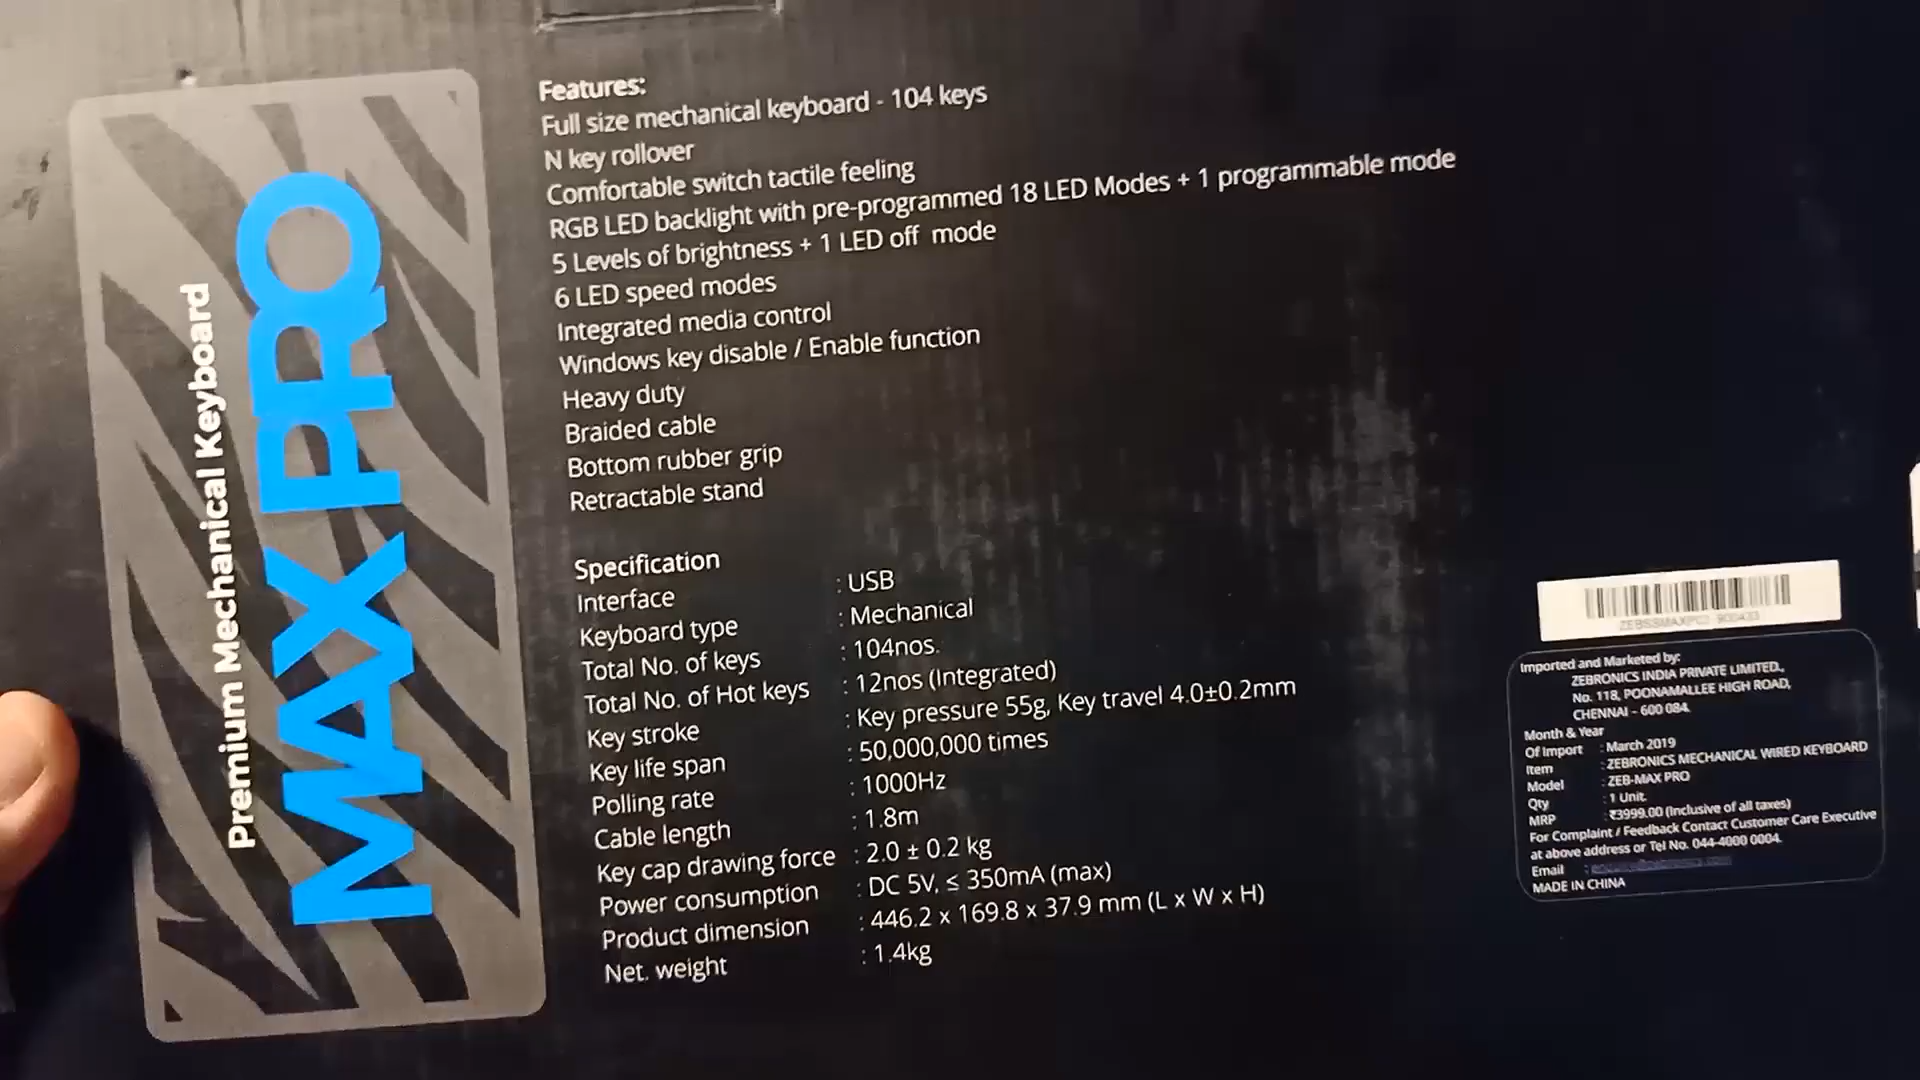 Premium Mechanical Keyboard
MAX PRO
Features:
Full size mechanical keyboard - 104 keys
N key rollover
Comfortable switch tactile feeling
RGB LED backlight with pre-programmed 18 LED Modes + 1 programmable mode
5 Levels of brightness + 1 LED off mode
6 LED speed modes
Integrated media control
Windows key disable / Enable function
Heavy duty
Braided cable
Bottom rubber grip
Retractable stand
Specification
Interface : USB
Keyboard type : Mechanical
Total No. of keys : 104nos.
Total No. of Hot keys : 12nos (Integrated)
Key stroke : Key pressure 55g, Key travel 4.0±0.2mm
Key life span : 50,000,000 times
Polling rate : 1000Hz
Cable length : 1.8m
Key cap drawing force : 2.0 ± 0.2 kg
Power consumption : DC 5V, ≤ 350mA (max)
Product dimension : 446.2 x 169.8 x 37.9 mm (L x W x H)
Net. weight : 1.4kg
Imported and Marketed by:
ZEBRONICS INDIA PRIVATE LIMITED.,
No. 118, POONAMALLEE HIGH ROAD,
CHENNAI - 600 084.
Month & Year
Of Import : March 2019
Item : ZEBRONICS MECHANICAL WIRED KEYBOARD
Model : ZEB-MAX PRO
Qty : 1 Unit.
MRP : ₹3999.00 (Inclusive of all taxes)
For Complaint / Feedback Contact Customer Care Executive
at above address or Tel No. 044-4000 0004.
Email :
MADE IN CHINA